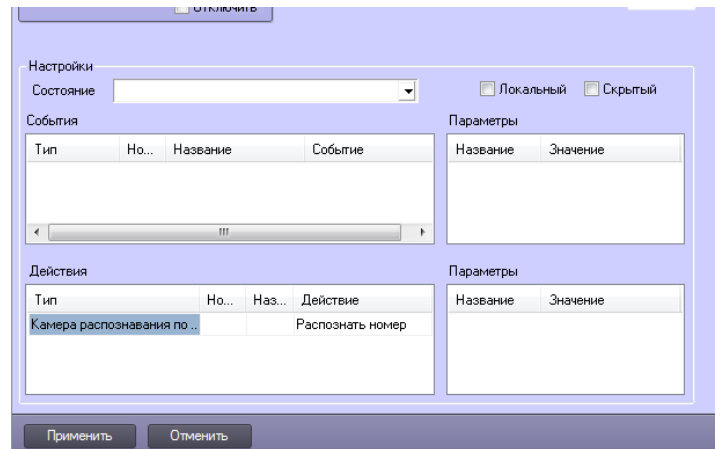 Отключить
Настройки
Состояние
Локальный Скрытый
События Параметры
Тип Но... Название Событие Название Значение
Действия Параметры
Тип Но... Наз... Действие Название Значение
Камера распознавания по .. Распознать номер
Применить Отменить